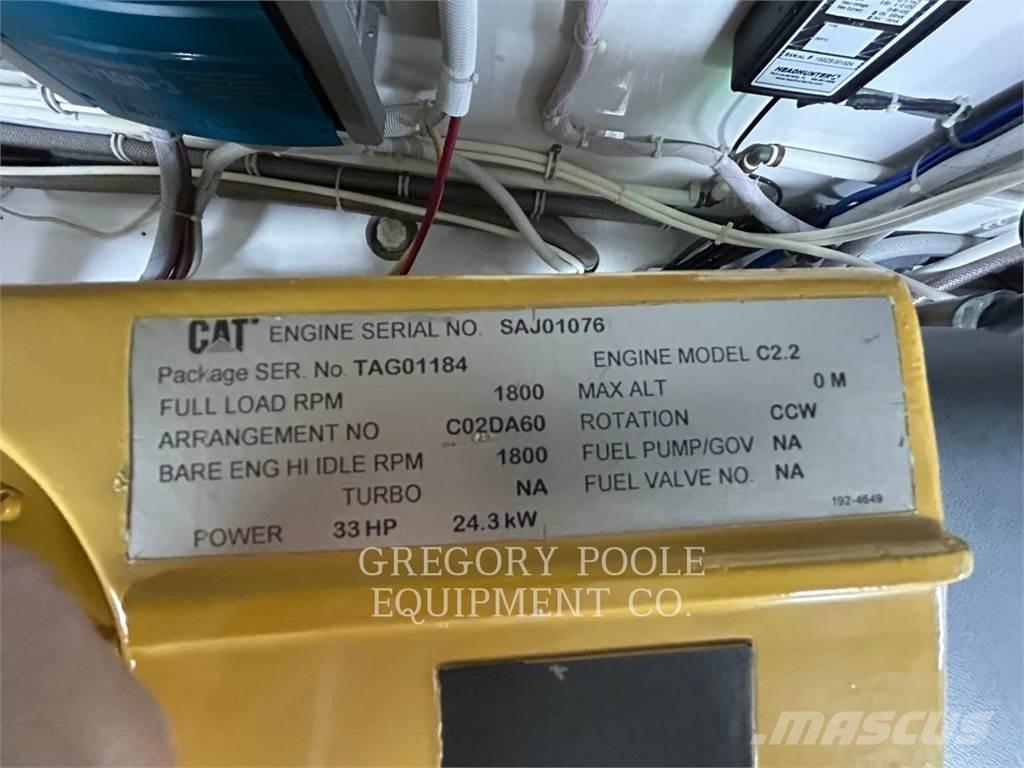 HEADHUNTER
CAT ENGINE SERIAL NO. SAJ01076
Package SER. No. TAG01184 ENGINE MODEL C2.2
FULL LOAD RPM 1800 MAX ALT 0 M
ARRANGEMENT NO C02DA60 ROTATION CCW
BARE ENG HI IDLE RPM 1800 FUEL PUMP/GOV NA
TURBO NA FUEL VALVE NO. NA
POWER 33 HP 24.3 kW 192-4649
GREGORY POOLE
EQUIPMENT CO.
MASCUS